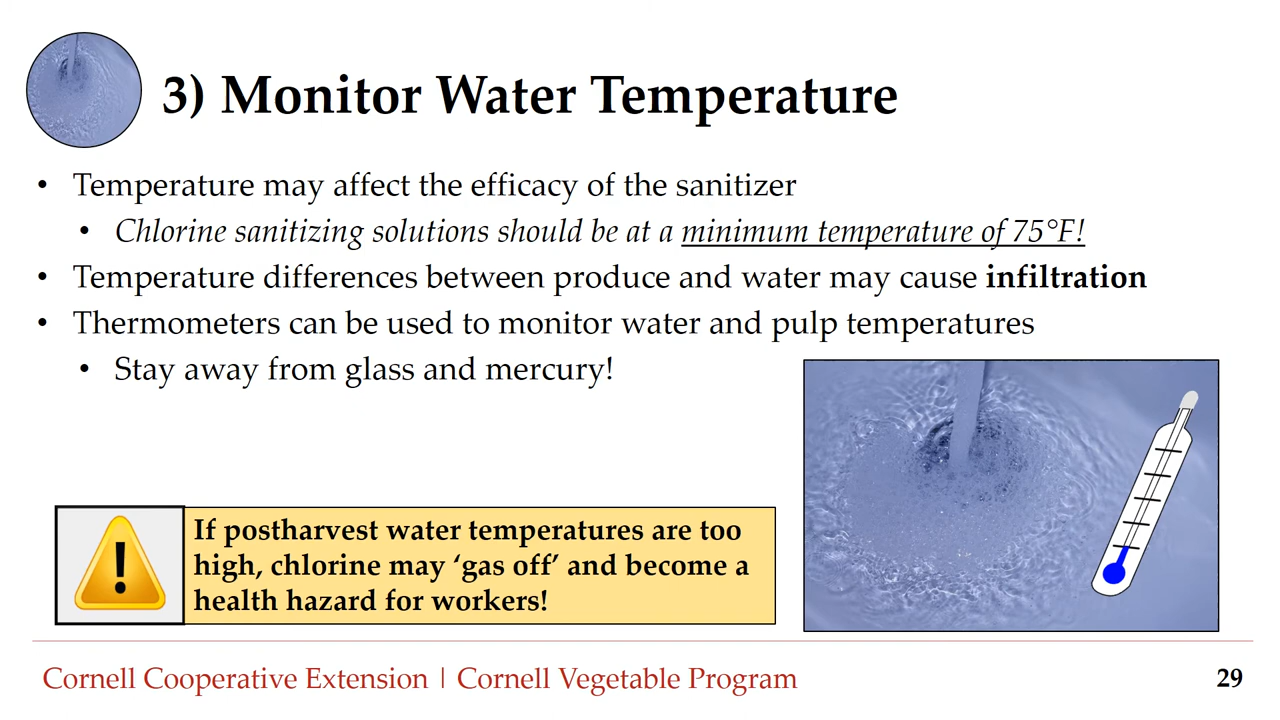 3) Monitor Water Temperature
• Temperature may affect the efficacy of the sanitizer
• Chlorine sanitizing solutions should be at a minimum temperature of 75°F!
• Temperature differences between produce and water may cause infiltration
• Thermometers can be used to monitor water and pulp temperatures
• Stay away from glass and mercury!
If postharvest water temperatures are too
high, chlorine may ‘gas off’ and become a
health hazard for workers!
Cornell Cooperative Extension | Cornell Vegetable Program
29